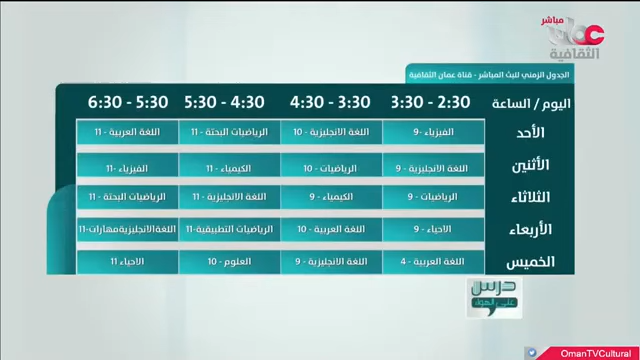 مباشر
عمان
الثقافية
الجدول الزمني للبث المباشر - قناة عمان الثقافية
اليوم / الساعة 2:30 - 3:30 3:30 - 4:30 4:30 - 5:30 5:30 - 6:30
الأحد الفيزياء -9 اللغة الانجليزية - 10 الرياضيات البحتة - 11 اللغة العربية - 11
الأثنين اللغة الانجليزية - 9 الرياضيات - 10 الكيمياء - 11 الفيزياء -11
الثلاثاء الرياضيات - 9 الكيمياء - 9 اللغة الانجليزية - 11 الرياضيات البحتة - 11
الأربعاء الاحياء - 9 اللغة العربية - 10 الرياضيات التطبيقية-11 اللغة الانجليزيةمهارات-11
الخميس اللغة العربية - 4 اللغة الانجليزية - 9 العلوم - 10 الاحياء 11
درس
على الهواء
OmanTVCultural